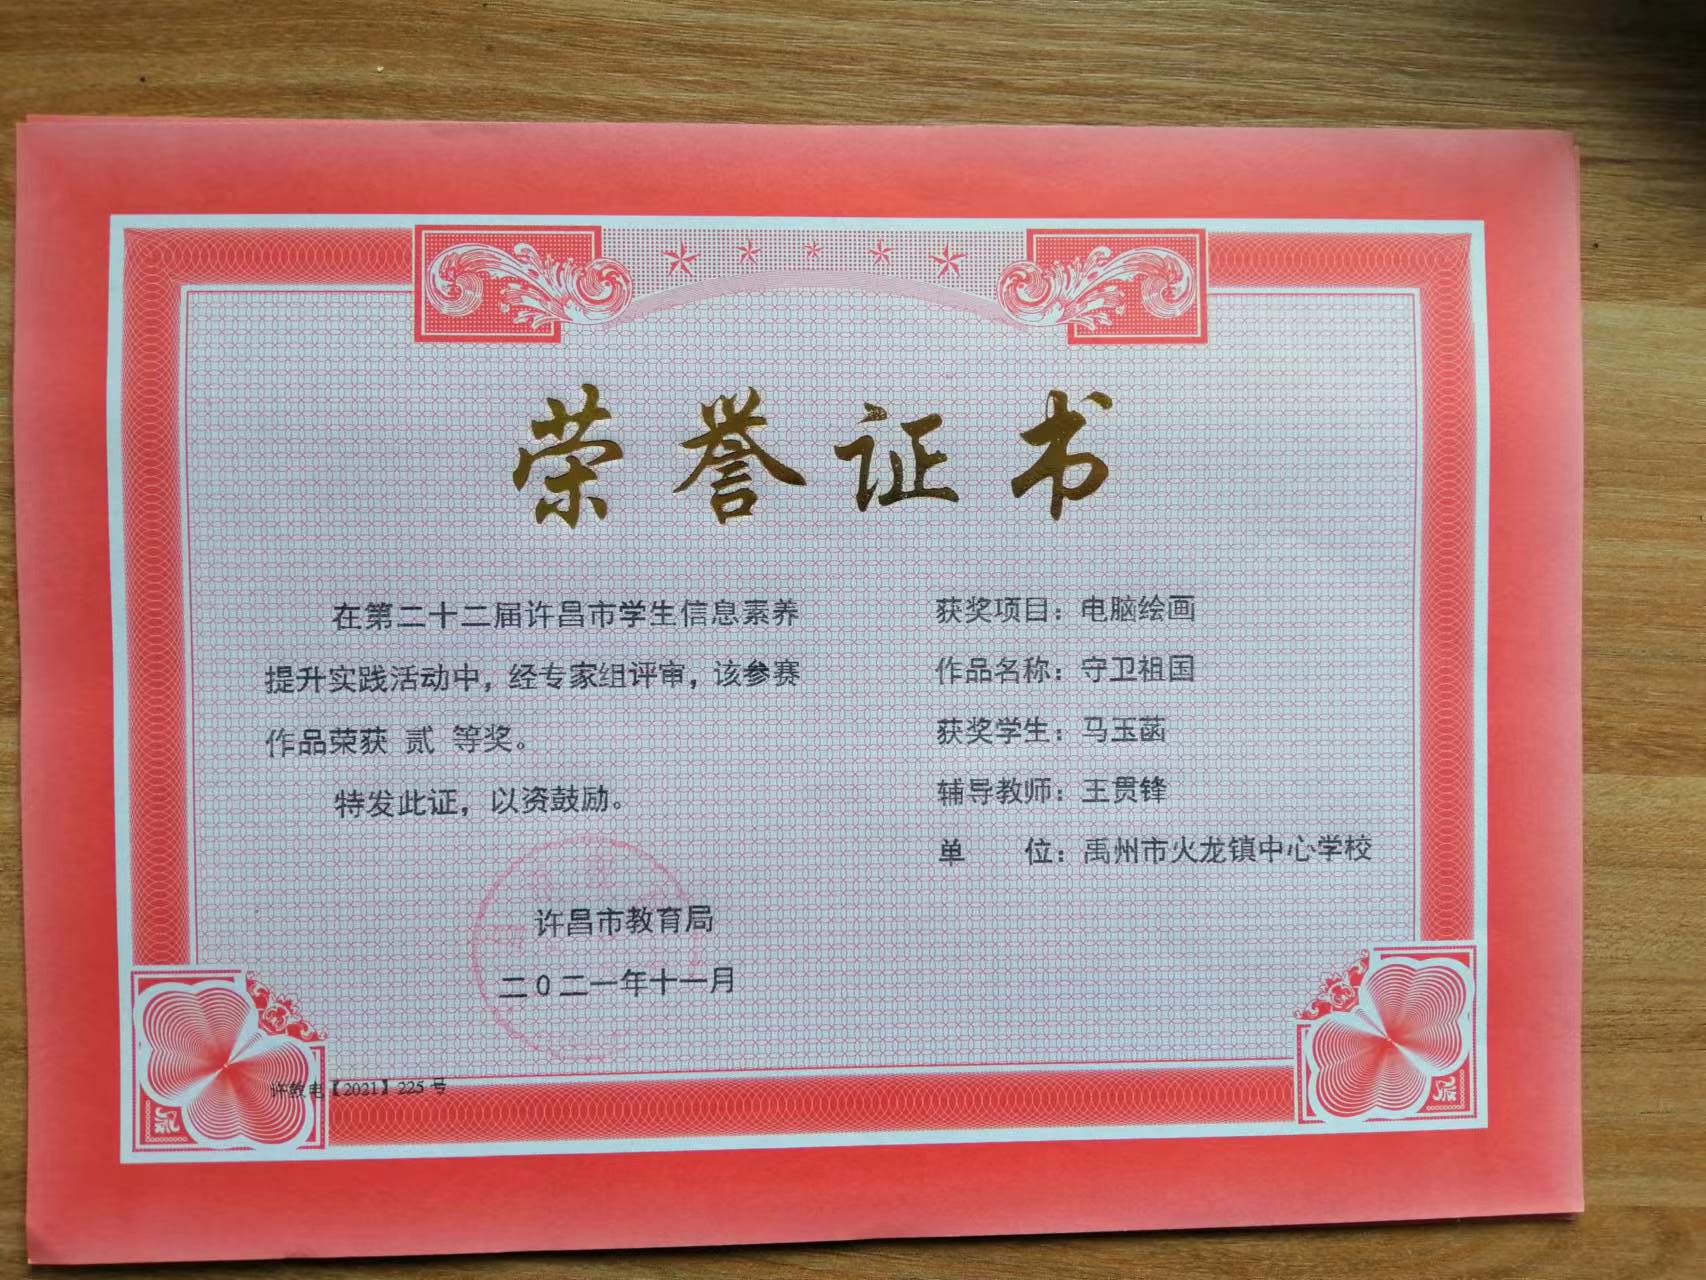 荣誉证书
在第二十二届许昌市学生信息素养
提升实践活动中，经专家组评审，该参赛
作品荣获 贰 等奖。
特发此证，以资鼓励。
许昌市教育局
二0二一年十一月
获奖项目：电脑绘画
作品名称：守卫祖国
获奖学生：马玉菡
辅导教师：王贯锋
单 位：禹州市火龙镇中心学校
许教电【2021】225号